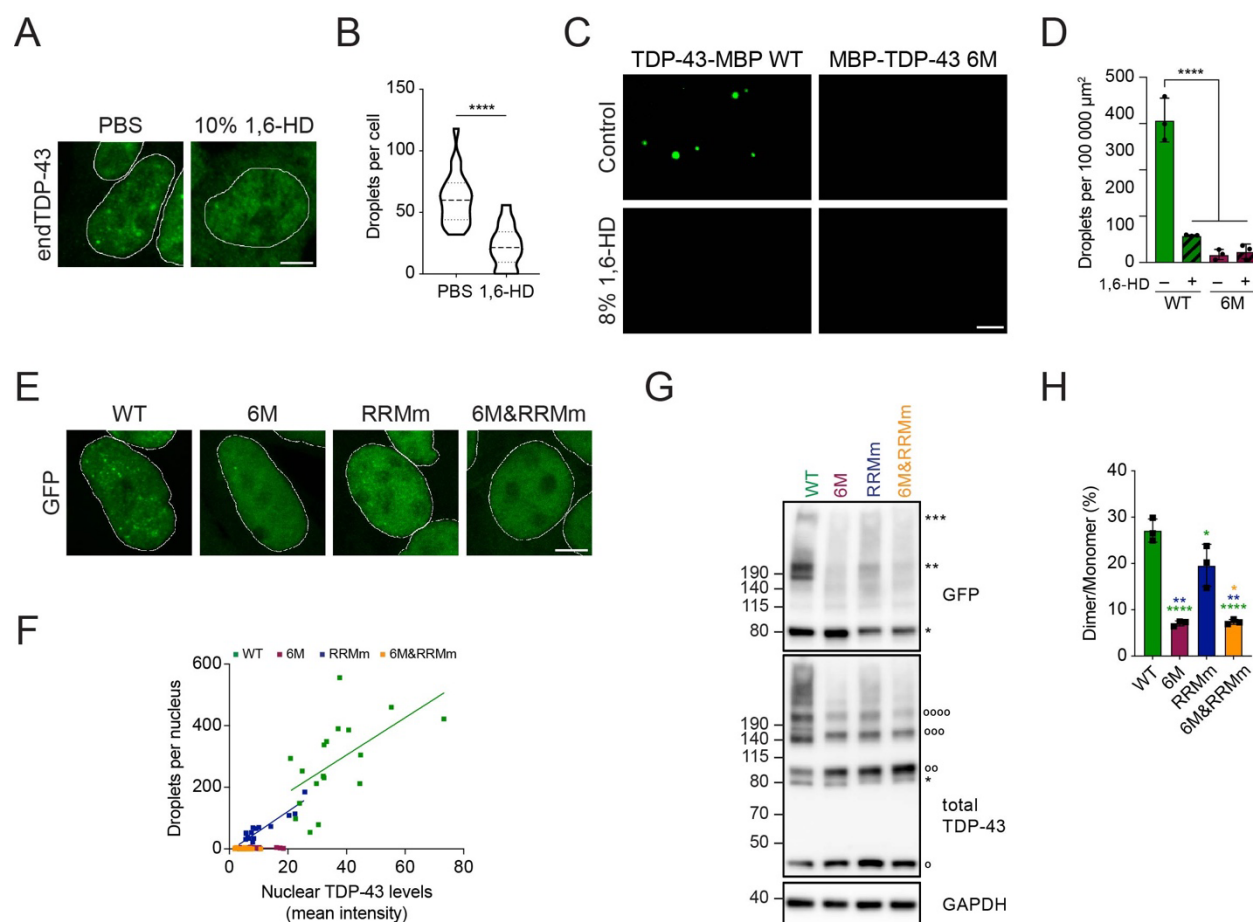 A
PBS
10% 1,6-HD
endTDP-43
B
Droplets per cell
150
100
50
0
****
PBS 1,6-HD
C
TDP-43-MBP WT
MBP-TDP-43 6M
Control
8% 1,6-HD
D
Droplets per 100 000 µm²
500
400
300
400
100
0
****
1,6-HD
– + – +
WT 6M
E
WT
6M
RRMm
6M&RRMm
GFP
F
WT 6M RRMm 6M&RRMm
Droplets per nucleus
600
400
200
0
0 20 40 60 80
Nuclear TDP-43 levels
(mean intensity)
G
WT
6M
RRMm
6M&RRMm
***
190
**
140
115
GFP
80
*
oooo
190
140
ooo
115
oo
80
*
70
total
TDP-43
50
o
40
GAPDH
H
Dimer/Monomer (%)
40
30
20
10
0
*
**
****
*
**
****
WT
6M
RRMm
6M&RRMm